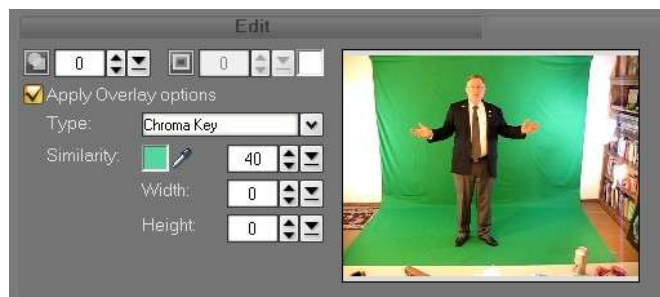 Edit
0 0
Apply Overlay options
Type: Chroma Key
Similarity: 40
Width: 0
Height: 0